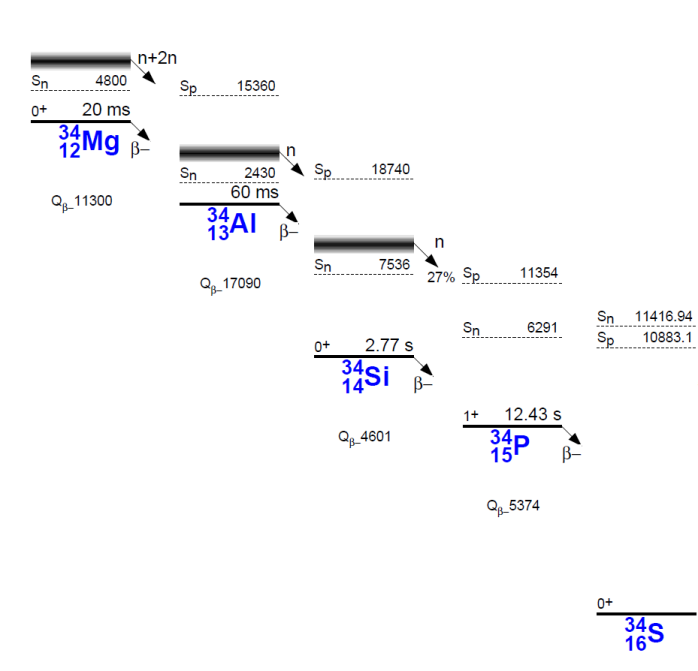 n+2n
Sn 4800
0+ 20 ms
34
12Mg
β−
Qβ−11300
Sp 15360
n
Sn 2430
60 ms
34
13Al
β−
Qβ−17090
Sp 18740
n
27%
Sn 7536
0+ 2.77 s
34
14Si
β−
Qβ−4601
Sp 11354
Sn 6291
1+ 12.43 s
34
15P
β−
Qβ−5374
Sn 11416.94
Sp 10883.1
0+
34
16S